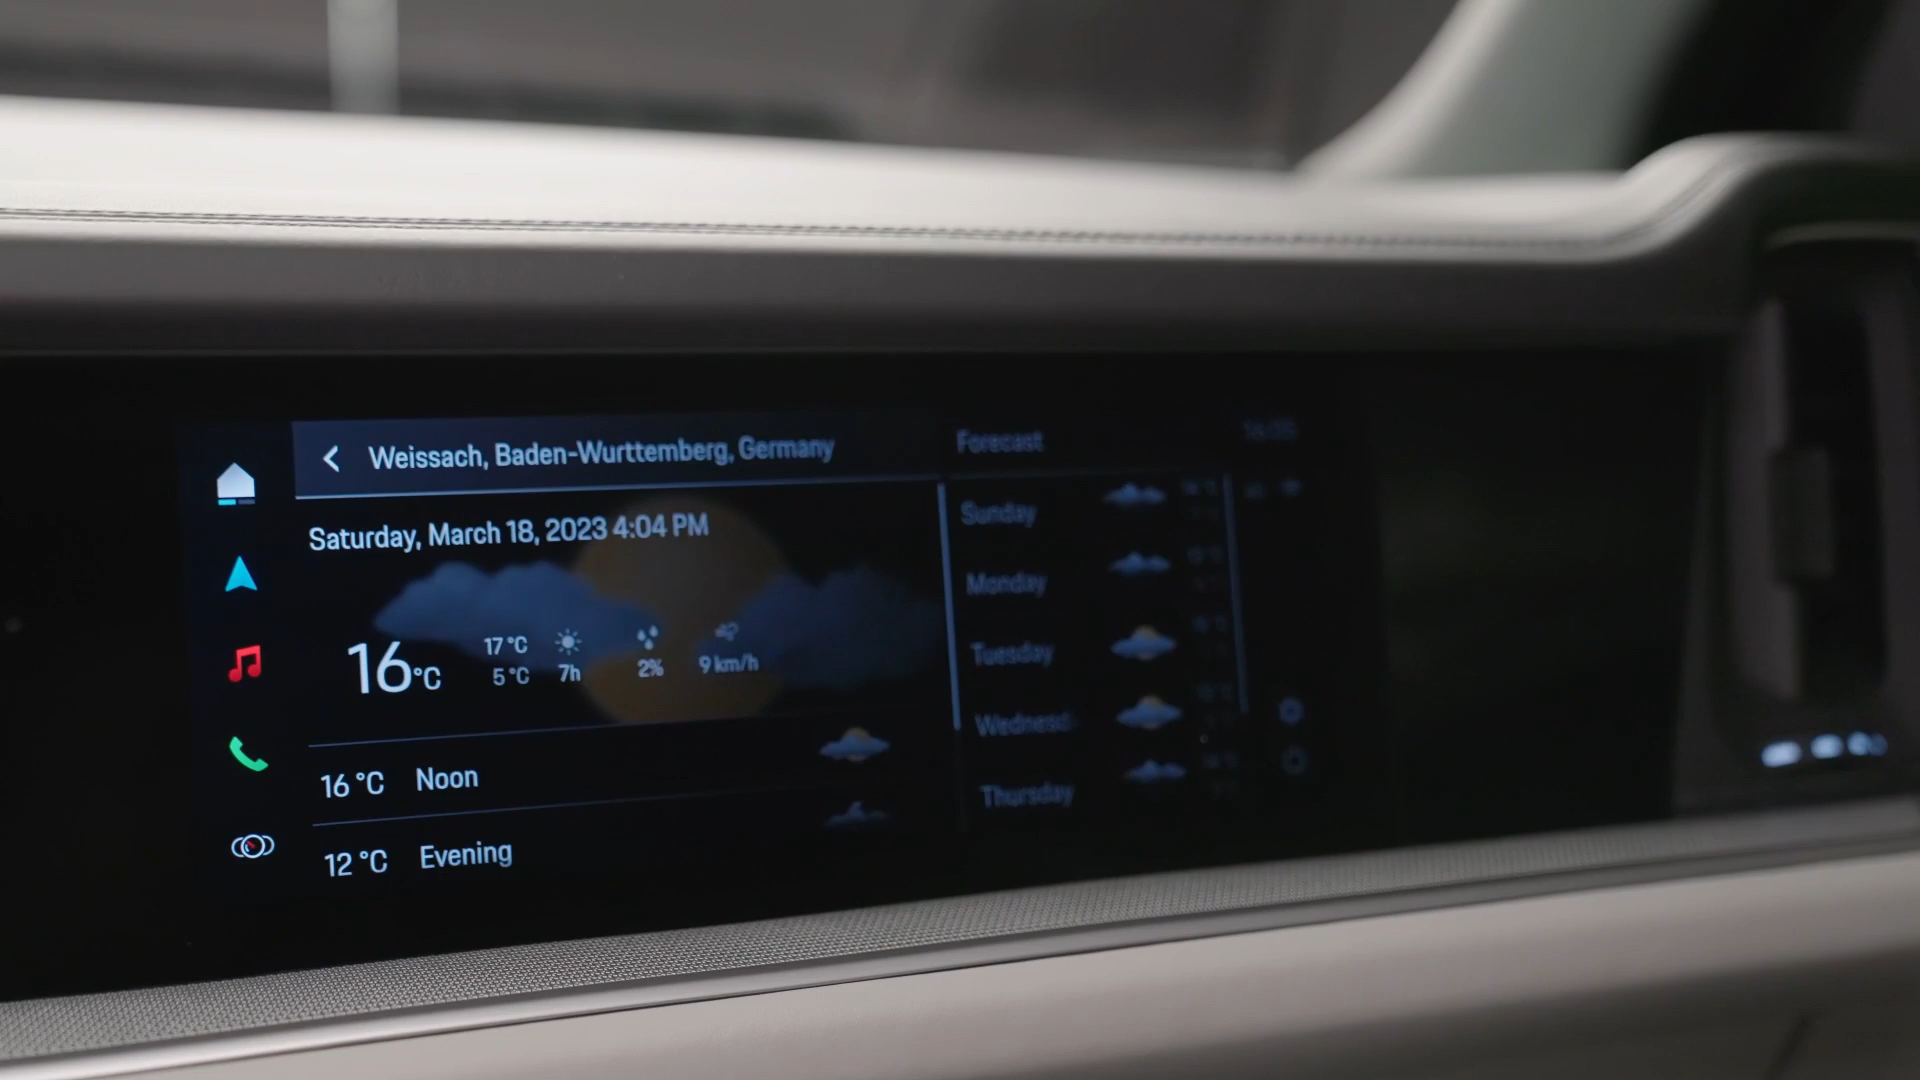 Weissach, Baden-Wurttemberg, Germany
Saturday, March 18, 2023 4:04 PM
16°C
17°C
5°C
7h
2%
9 km/h
16 °C Noon
12 °C Evening
Forecast
Sunday
Monday
Tuesday
Wednesd
Thursday